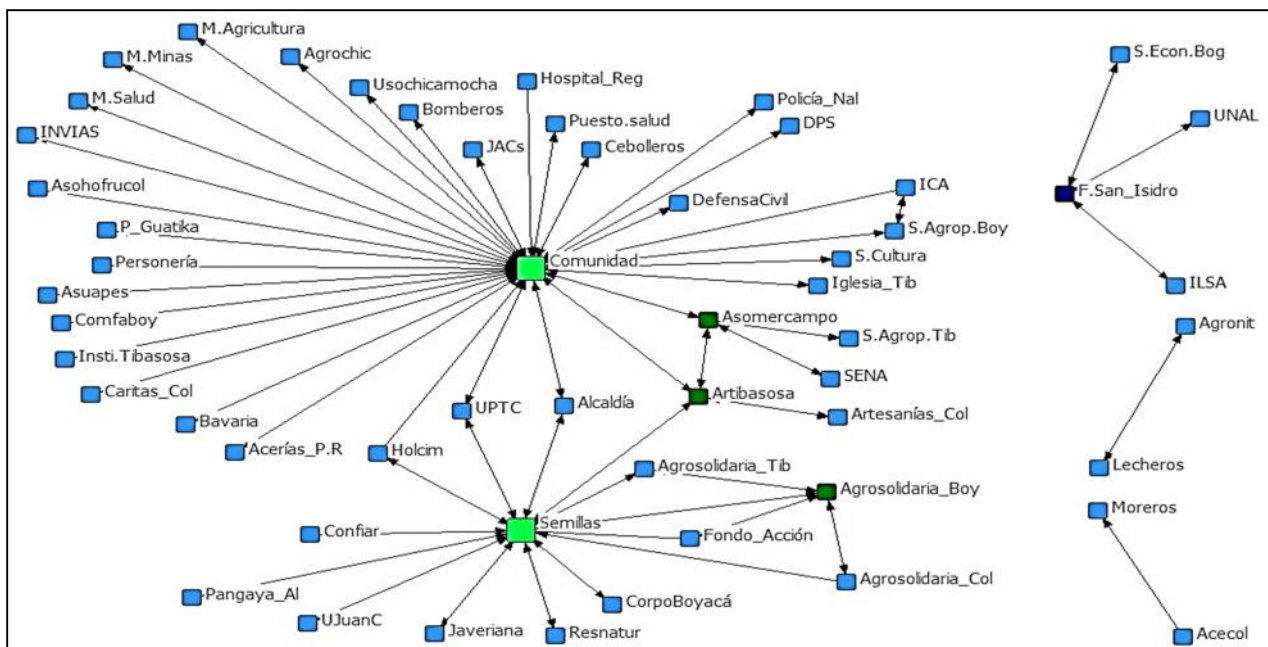 M.Agricultura
M.Minas
Agrochic
M.Salud
Usochicamocha
Bomberos
INVIAS
JACs
Hospital_Reg
Puesto.salud
Cebolleros
Policía_Nal
DPS
S.Econ.Bog
UNAL
Asohofrucol
P_Guatika
Personería
Asuapes
Comfaboy
Insti.Tibasosa
Caritas_Col
Bavaria
Acerías_P.R
Holcim
DefensaCivil
ICA
S.Agrop.Boy
S.Cultura
Iglesia_Tib
Comunidad
F.San_Isidro
ILSA
Asomercampo
S.Agrop.Tib
SENA
Artibasosa
Artesanías_Col
UPTC
Alcaldía
Agronit
Lecheros
Agrosolidaria_Tib
Agrosolidaria_Boy
Semillas
Fondo_Acción
Agrosolidaria_Col
Moreros
Confiar
Pangaya_Al
UJuanC
Javeriana
Resnatur
CorpoBoyacá
Acecol